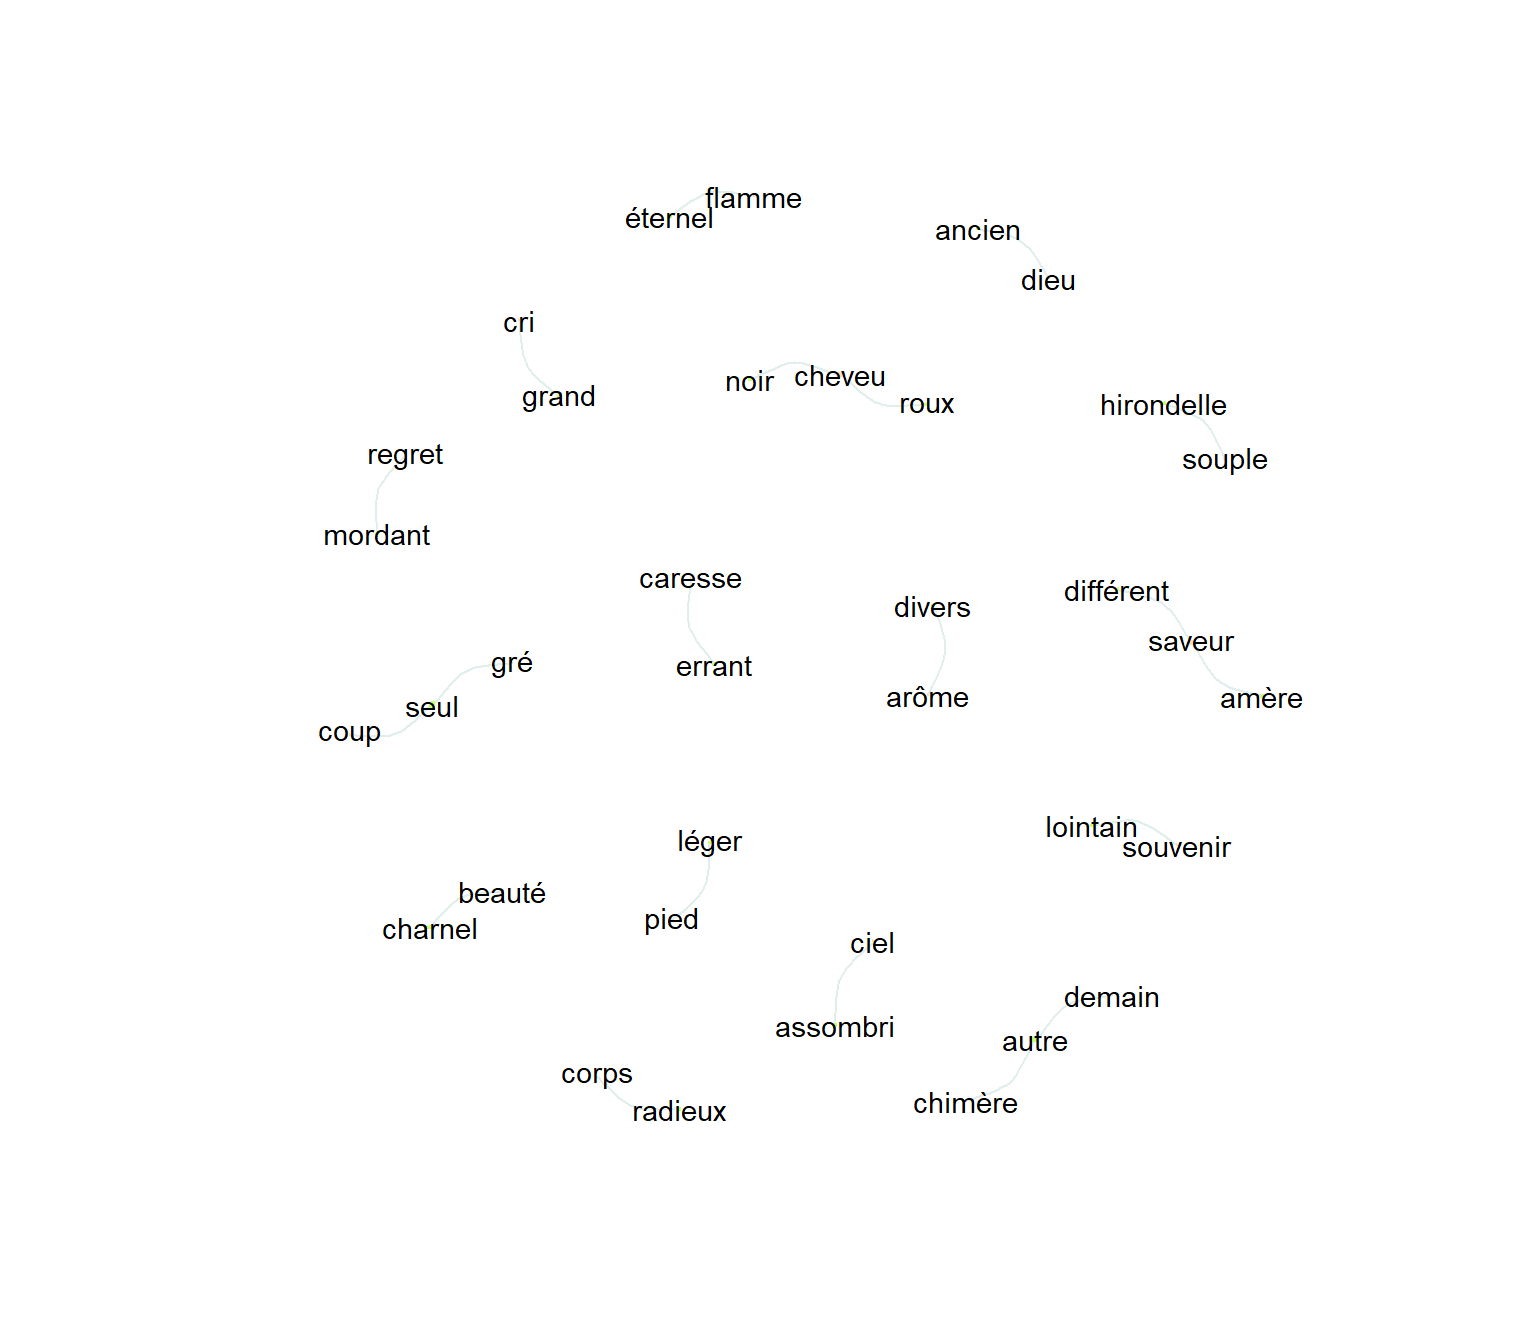 flamme
éternel
ancien
dieu
cri
grand
noir cheveu
roux
hirondelle
regret
souple
mordant
caresse
différent
divers
saveur
gré
errant
arôme
amère
seul
coup
lointain
léger
souvenir
beauté
pied
charnel
ciel
demain
assombri
autre
corps
chimère
radieux